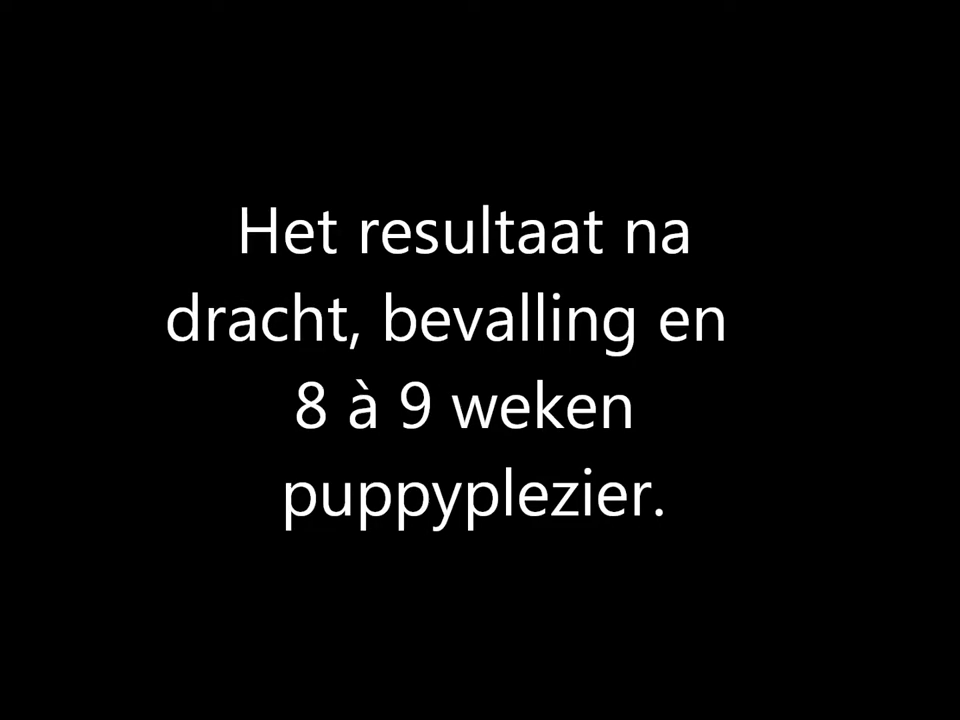 Het resultaat na
dracht, bevalling en
8 à 9 weken
puppyplezier.